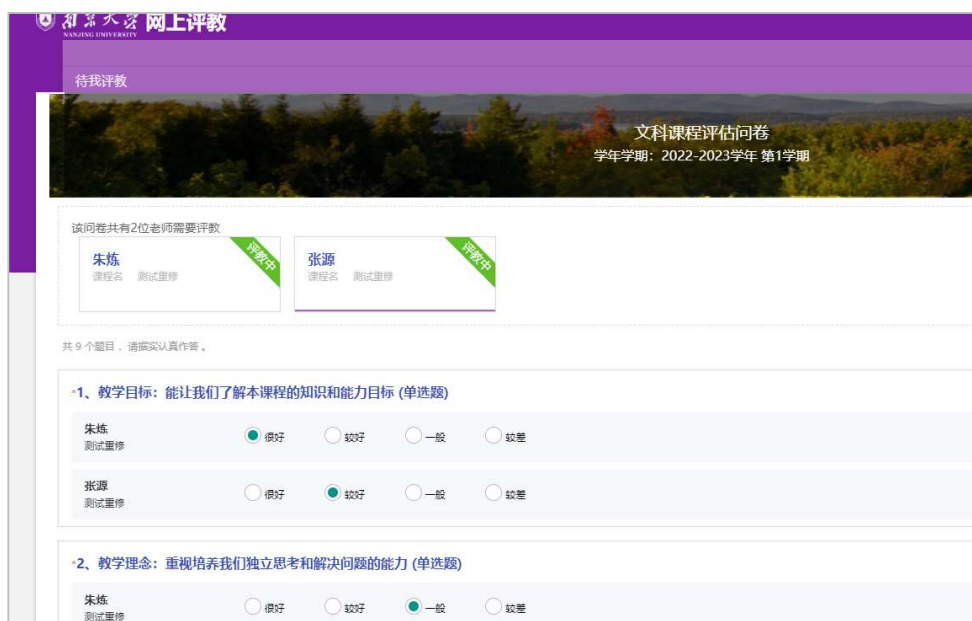 南京大学 网上评教
NANJING UNIVERSITY
待我评教
文科课程评估问卷
学年学期：2022-2023学年 第1学期
该问卷共有2位老师需要评教
朱炼
课程名 测试重修
评教中
张源
课程名 测试重修
评教中
共 9 个题目，请据实认真作答。
*1、教学目标：能让我们了解本课程的知识和能力目标 (单选题)
朱炼
测试重修
很好 较好 一般 较差
张源
测试重修
很好 较好 一般 较差
*2、教学理念：重视培养我们独立思考和解决问题的能力 (单选题)
朱炼
测试重修
很好 较好 一般 较差